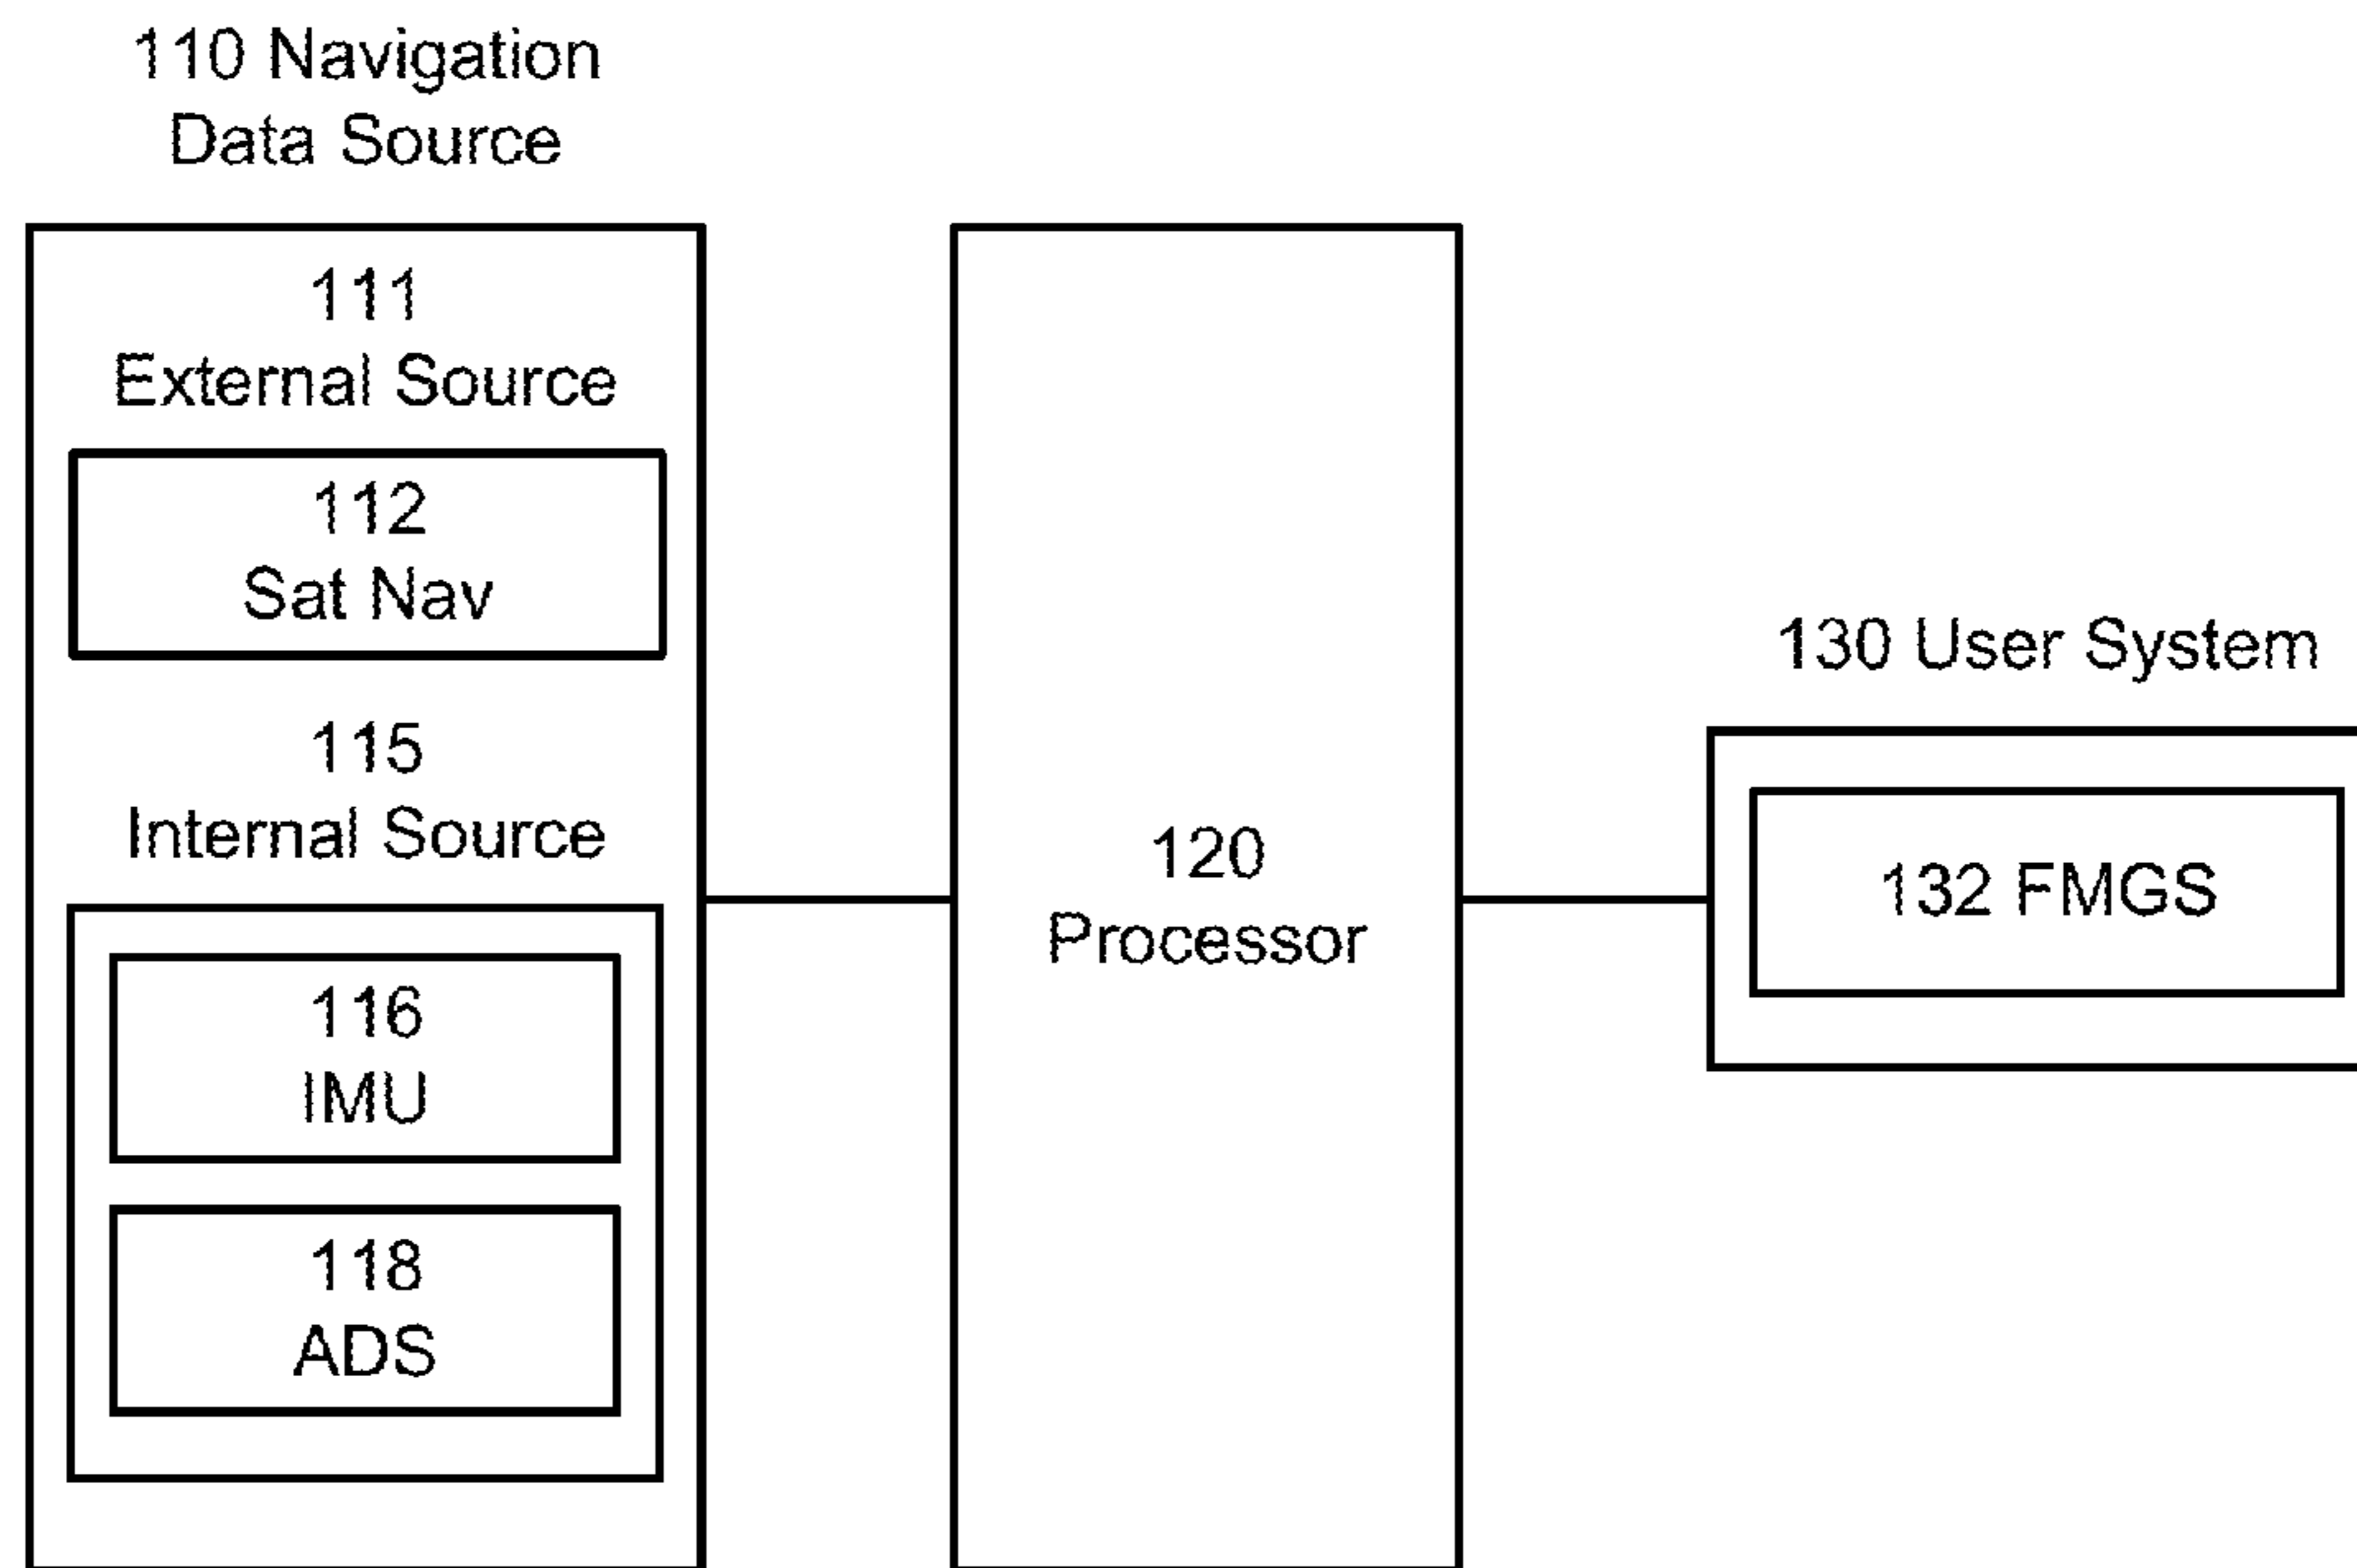 110 Navigation
Data Source
111
External Source
112
Sat Nav
115
Internal Source
116
IMU
118
ADS
120
Processor
130 User System
132 FMGS